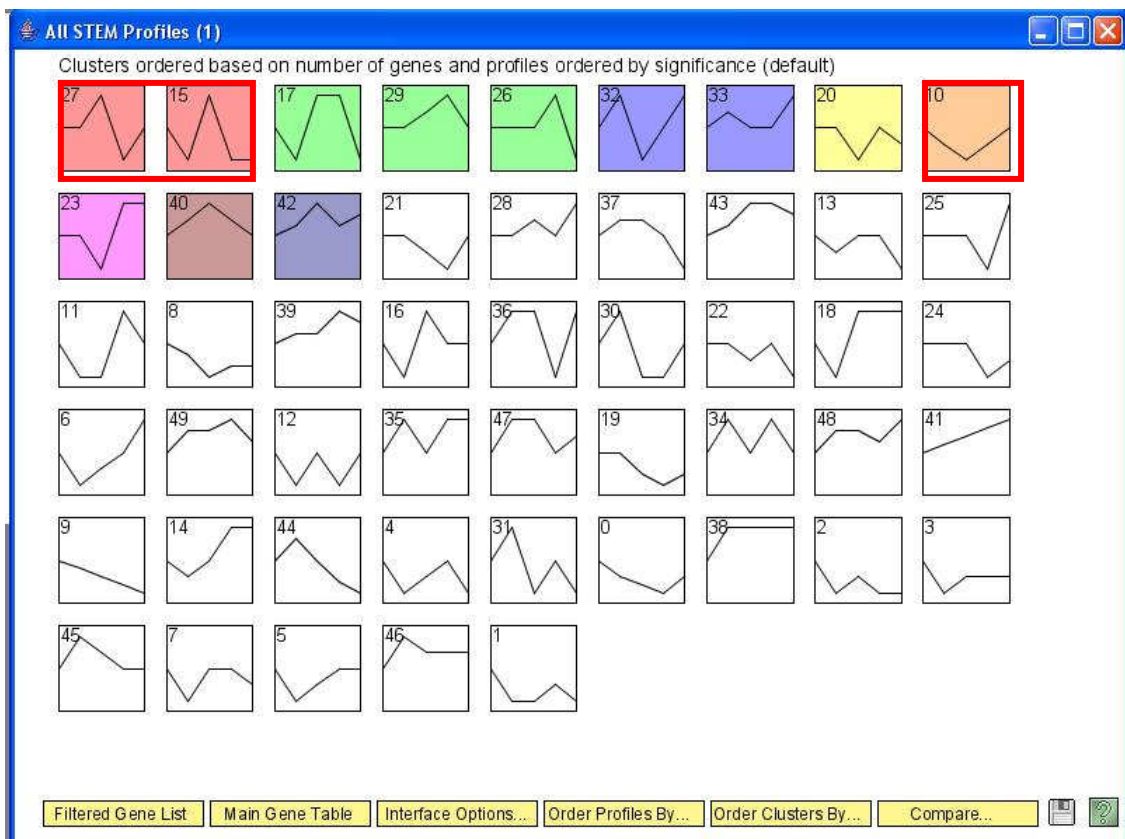 All STEM Profiles (1)
Clusters ordered based on number of genes and profiles ordered by significance (default)
27 15 17 29 26 32 33 20 10
23 40 42 21 28 37 43 13 25
11 8 39 16 36 30 22 18 24
6 49 12 35 47 19 34 48 41
9 14 44 4 31 0 38 2 3
45 7 5 46 1
Filtered Gene List Main Gene Table Interface Options... Order Profiles By... Order Clusters By... Compare... ?